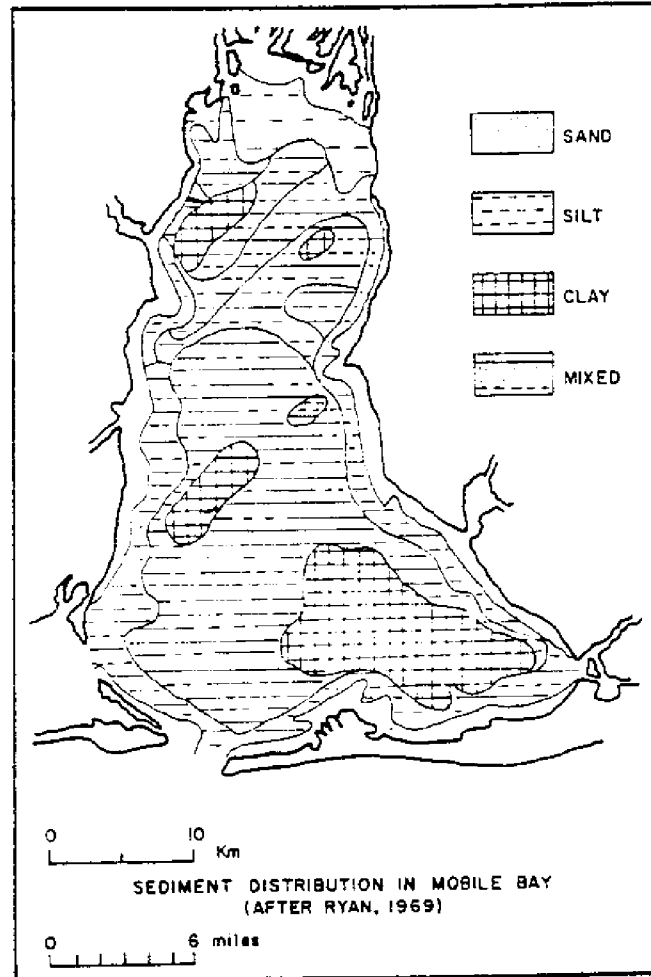 SAND
SILT
CLAY
MIXED
0 10
Km
SEDIMENT DISTRIBUTION IN MOBILE BAY
(AFTER RYAN, 1969)
0 6 miles